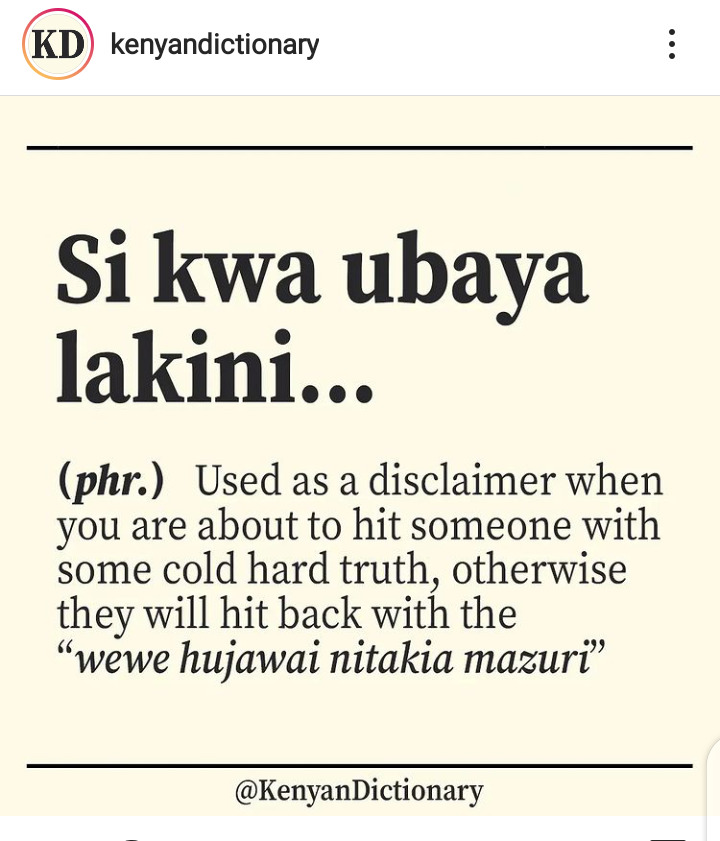 KD kenyandictionary
Si kwa ubaya
lakini...
(phr.) Used as a disclaimer when
you are about to hit someone with
some cold hard truth, otherwise
they will hit back with the
“wewe hujawai nitakia mazuri”
@KenyanDictionary